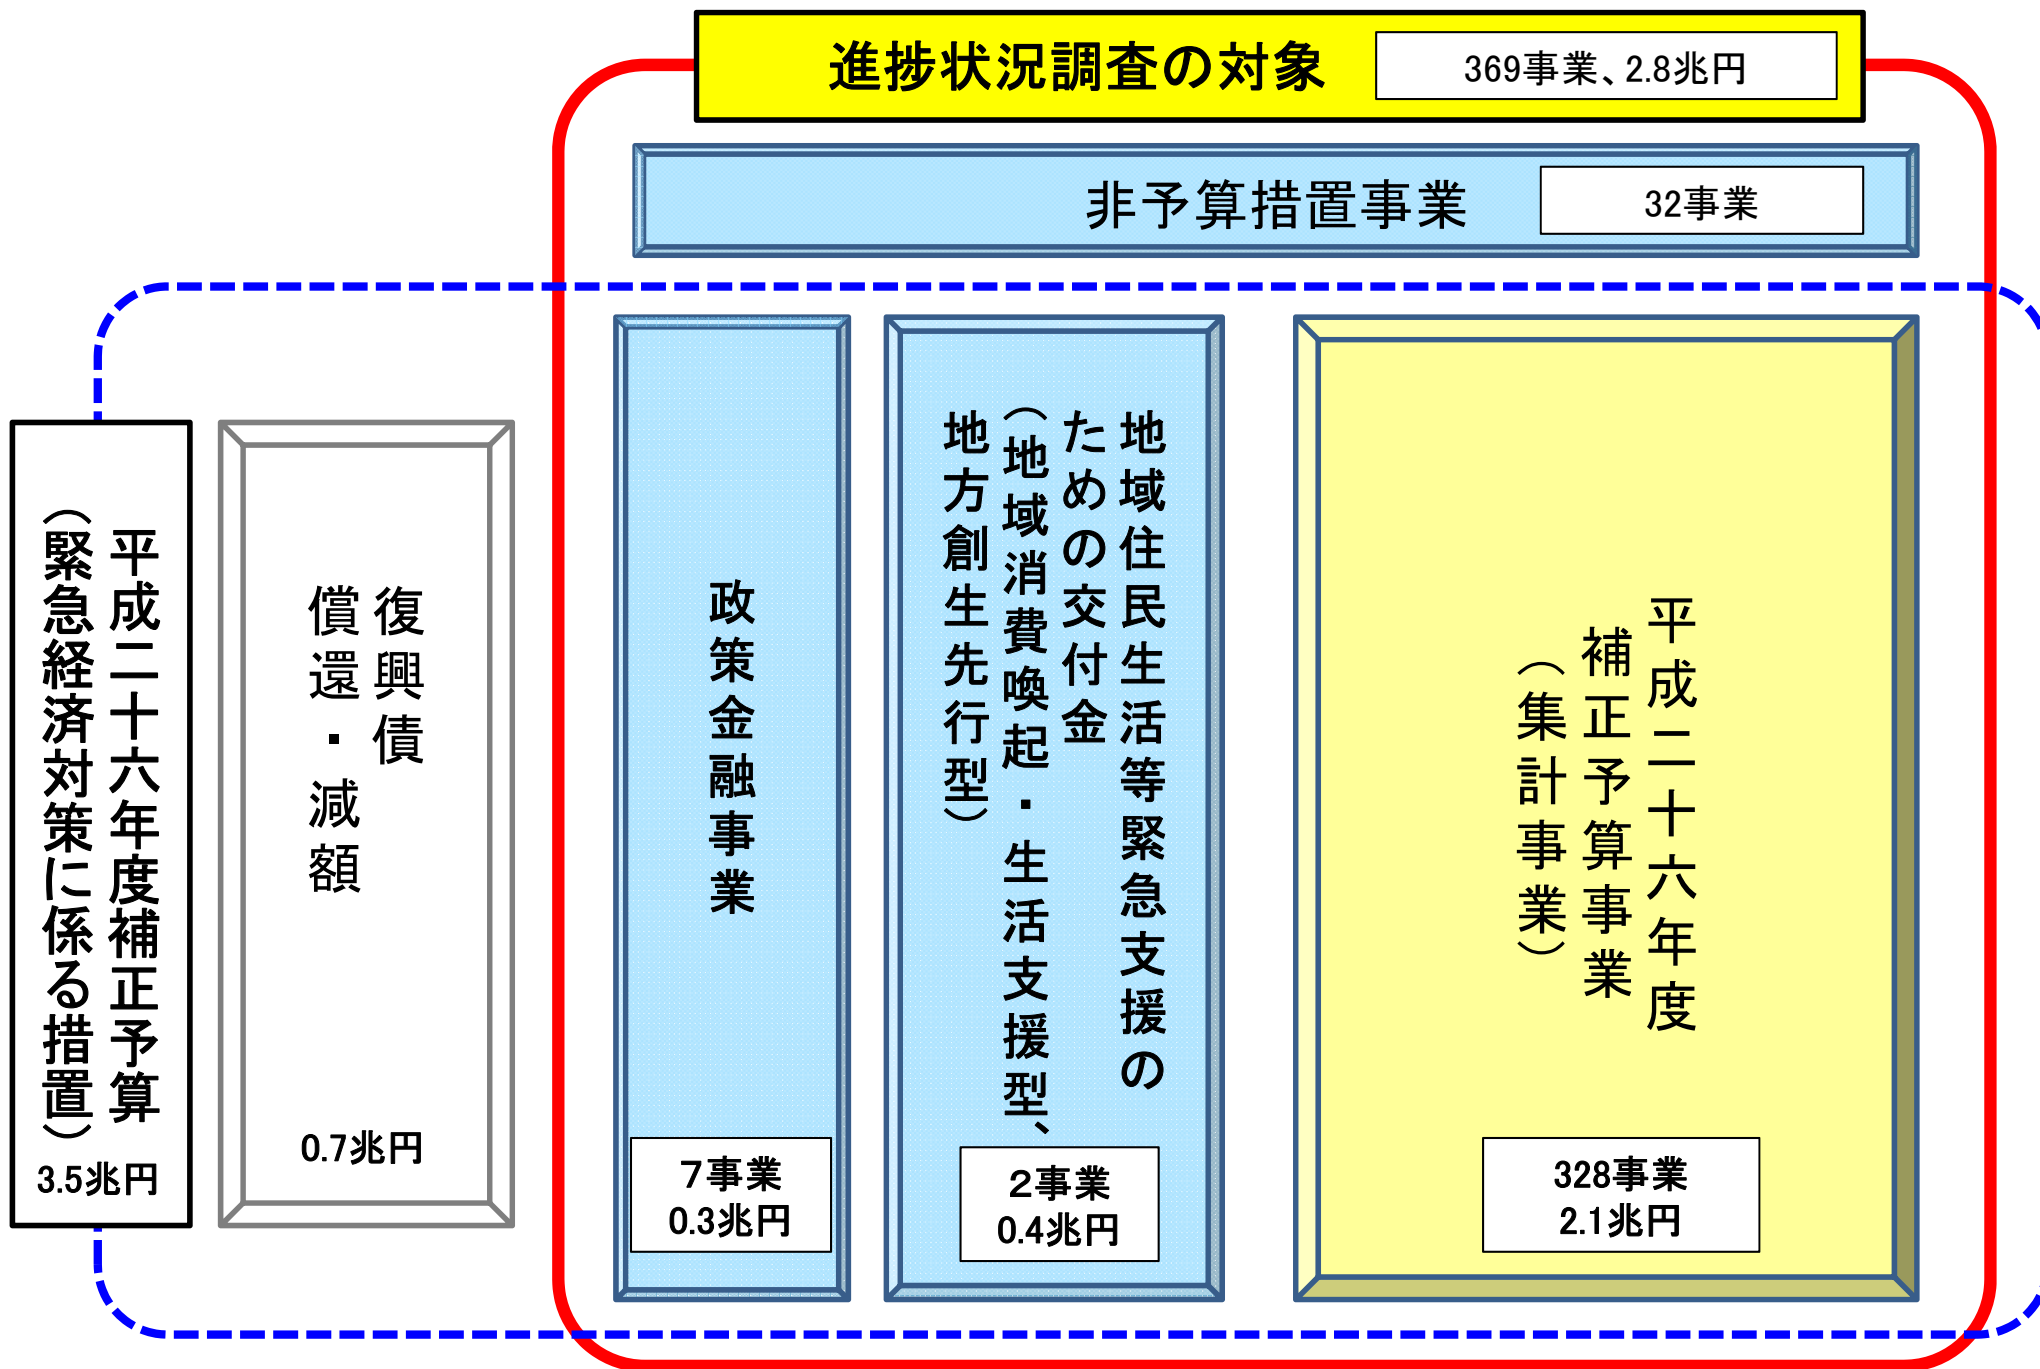 進捗状況調査の対象
369事業、2.8兆円
非予算措置事業
32事業
平成二十六年度補正予算
（緊急経済対策に係る措置）
3.5兆円
復興債
償還・減額
0.7兆円
政策金融事業
7事業
0.3兆円
地域住民生活等緊急支援の
ための交付金
（地域消費喚起・生活支援型、
地方創生先行型）
2事業
0.4兆円
平成二十六年度
補正予算事業
（集計事業）
328事業
2.1兆円